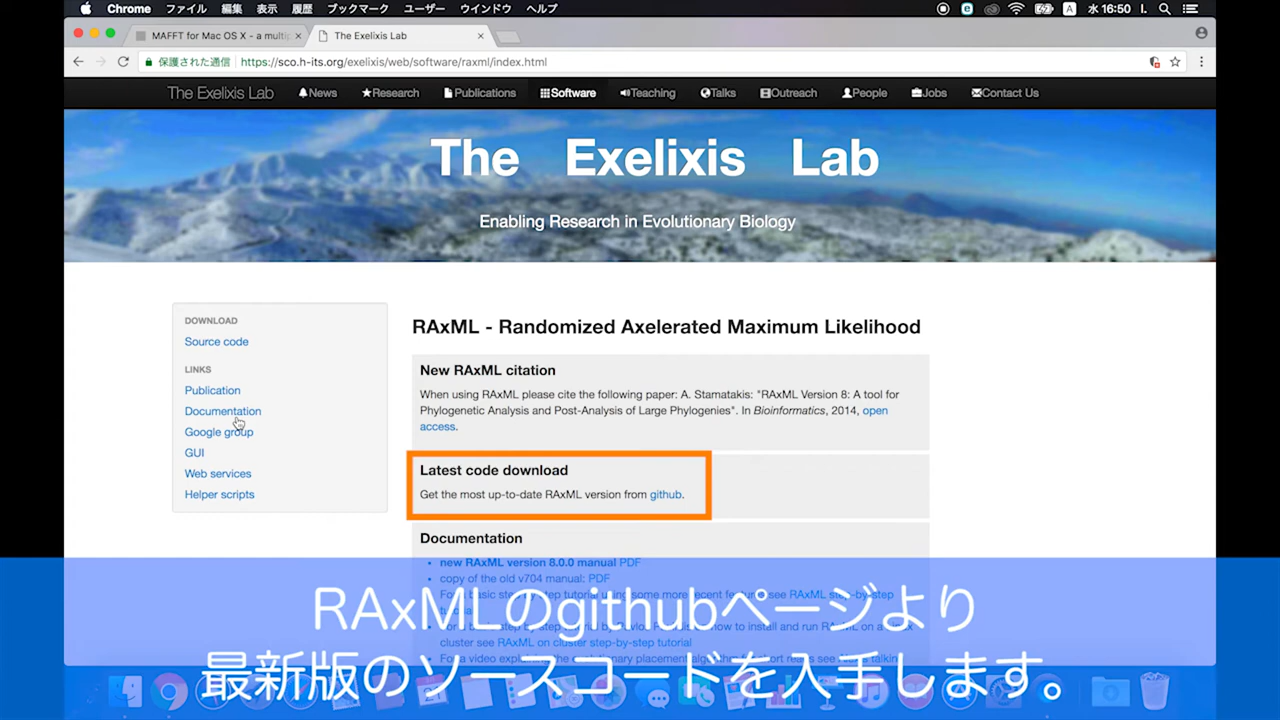 Chrome ファイル 編集 表示 履歴 ブックマーク ユーザー ウインドウ ヘルプ
水 16:50 I.
MAFFT for Mac OS X - a multip
The Exelixis Lab
保護された通信 https://sco.h-its.org/exelixis/web/software/raxml/index.html
The Exelixis Lab News Research Publications Software Teaching Talks Outreach People Jobs Contact Us
The Exelixis Lab
Enabling Research in Evolutionary Biology
DOWNLOAD
Source code
LINKS
Publication
Documentation
Google group
GUI
Web services
Helper scripts
RAxML - Randomized Axelerated Maximum Likelihood
New RAxML citation
When using RAxML please cite the following paper: A. Stamatakis: "RAxML Version 8: A tool for
Phylogenetic Analysis and Post-Analysis of Large Phylogenies". In Bioinformatics, 2014, open
access.
Latest code download
Get the most up-to-date RAxML version from github.
Documentation
new RAxML version 8.0.0 manual PDF
copy of the old v704 manual: PDF
RAxMLのgithubページより
最新版のソースコードを入手します。